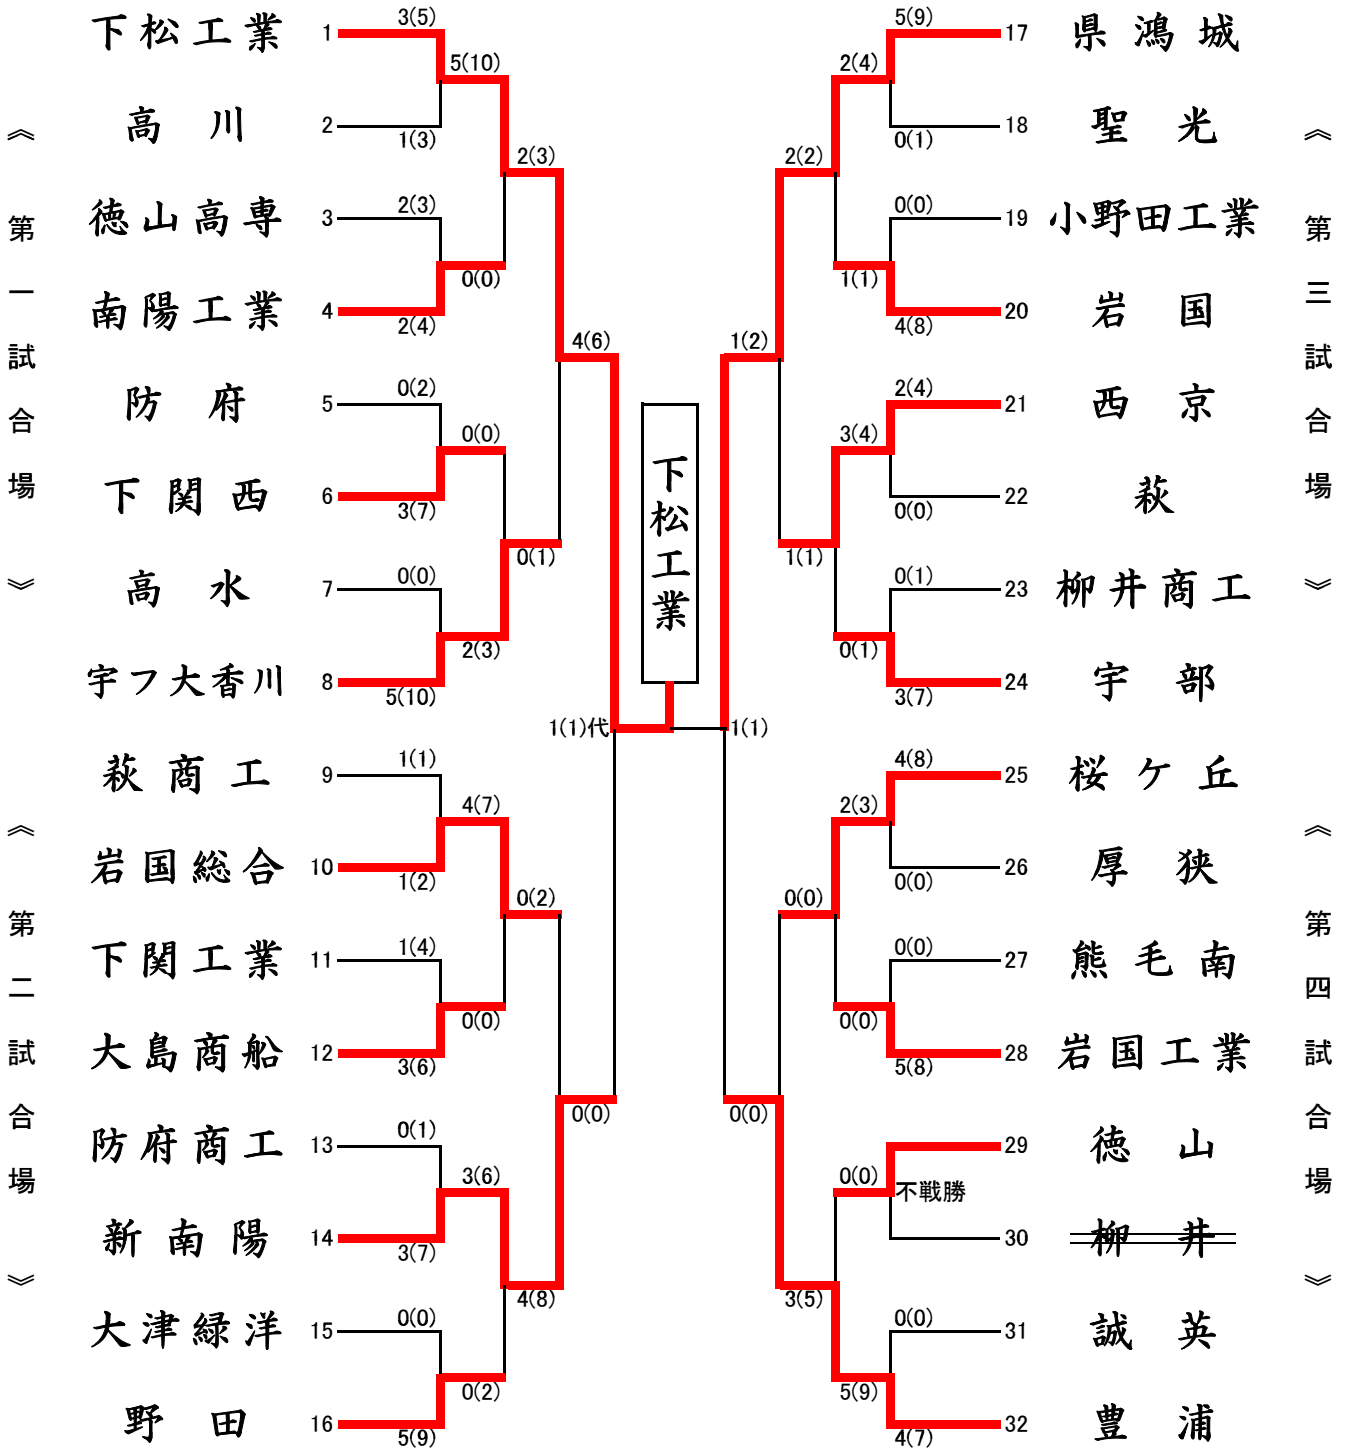 《第一試合場》
下松工業 1 3(5)
5(10)
高川 2 1(3)
2(3)
徳山高専 3 2(3)
0(0)
南陽工業 4 2(4)
4(6)
防府 5 0(2)
0(0)
下関西 6 3(7)
0(1)
高水 7 0(0)
2(3)
宇フ大香川 8 5(10)
1(1)代
《第二試合場》
萩商工 9 1(1)
4(7)
岩国総合 10 1(2)
0(2)
下関工業 11 1(4)
0(0)
大島商船 12 3(6)
0(0)
防府商工 13 0(1)
3(6)
新南陽 14 3(7)
4(8)
大津緑洋 15 0(0)
0(2)
野田 16 5(9)
下松工業
《第三試合場》
5(9) 17 県鴻城
2(4)
0(1) 18 聖光
2(2)
0(0) 19 小野田工業
1(1)
4(8) 20 岩国
1(2)
2(4) 21 西京
3(4)
0(0) 22 萩
1(1)
0(1) 23 柳井商工
0(1)
3(7) 24 宇部
1(1)
《第四試合場》
4(8) 25 桜ケ丘
2(3)
0(0) 26 厚狭
0(0)
0(0) 27 熊毛南
0(0)
5(8) 28 岩国工業
0(0)
29 徳山
0(0) 不戦勝
30 柳井
3(5)
0(0) 31 誠英
5(9)
4(7) 32 豊浦